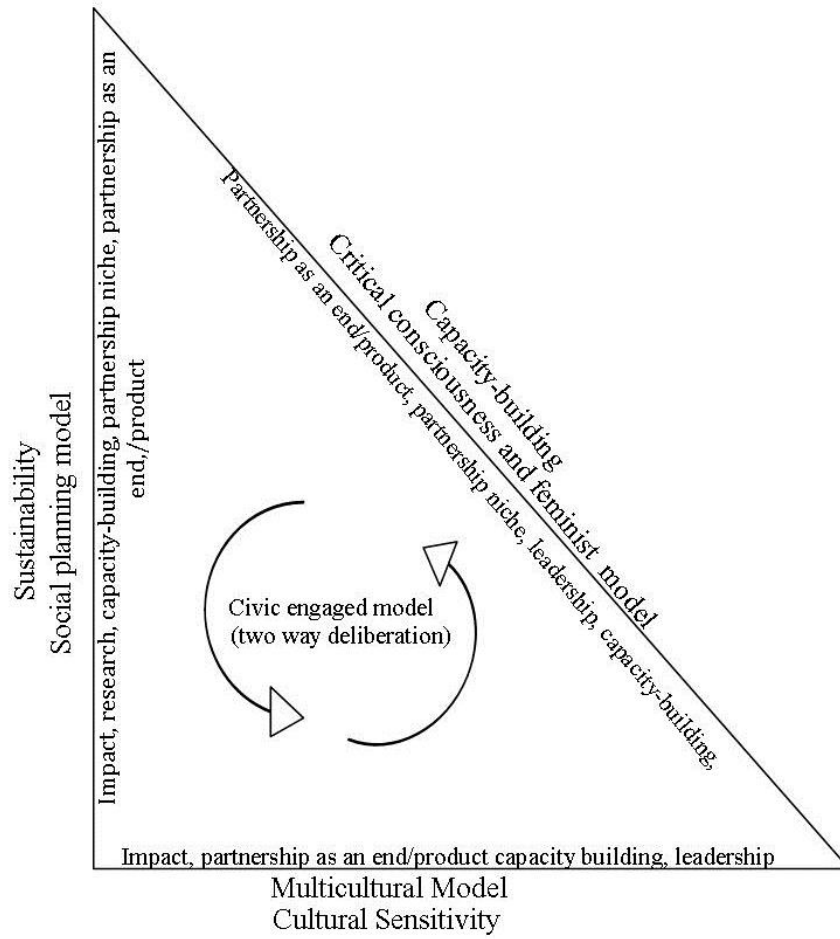 Sustainability
Social planning model
Impact, research, capacity-building, partnership niche, partnership as an
end,/product
Capacity-building
Critical consciousness and feminist model
Partnership as an end/product, partnership niche, leadership, capacity-building,
Civic engaged model
(two way deliberation)
Impact, partnership as an end/product capacity building, leadership
Multicultural Model
Cultural Sensitivity